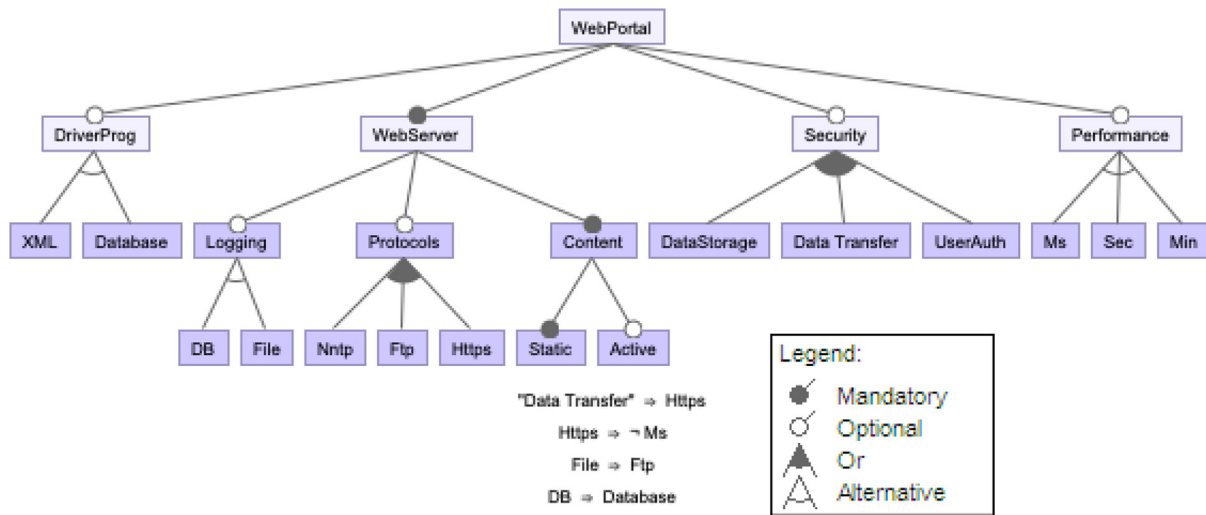 WebPortal
DriverProg WebServer Security Performance
XML Database Logging Protocols Content DataStorage Data Transfer UserAuth Ms Sec Min
DB File Nntp Ftp Https Static Active
"Data Transfer" ⇒ Https
Https ⇒ ¬ Ms
File ⇒ Ftp
DB ⇒ Database
Legend:
Mandatory
Optional
Or
Alternative